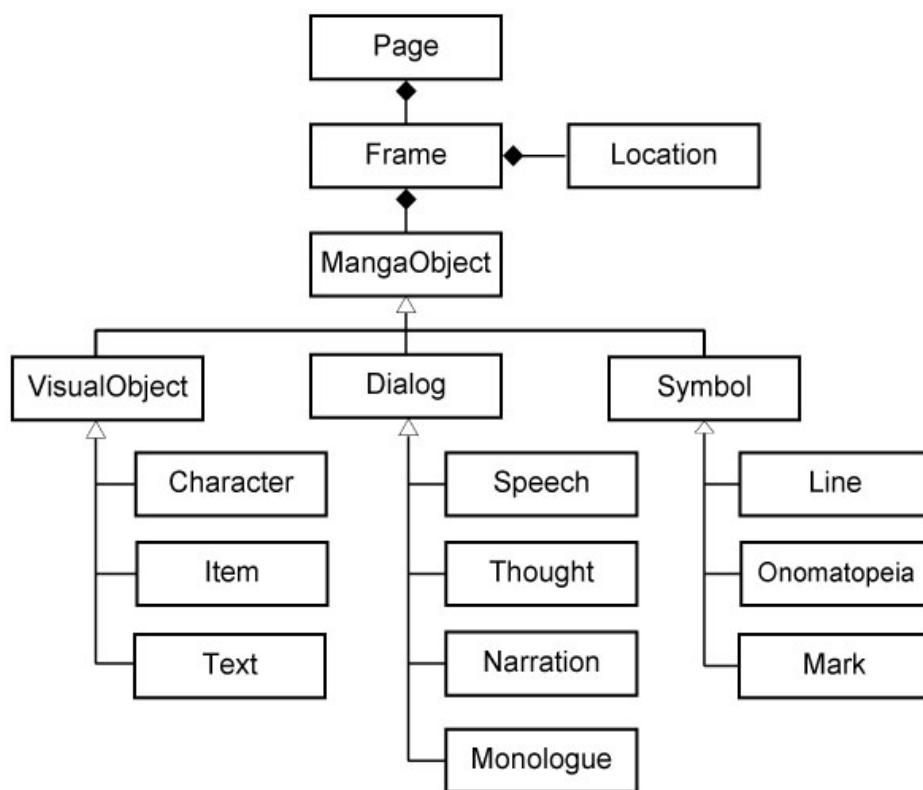 Page
Frame
Location
MangaObject
VisualObject
Dialog
Symbol
Character
Speech
Line
Item
Thought
Onomatopeia
Text
Narration
Mark
Monologue